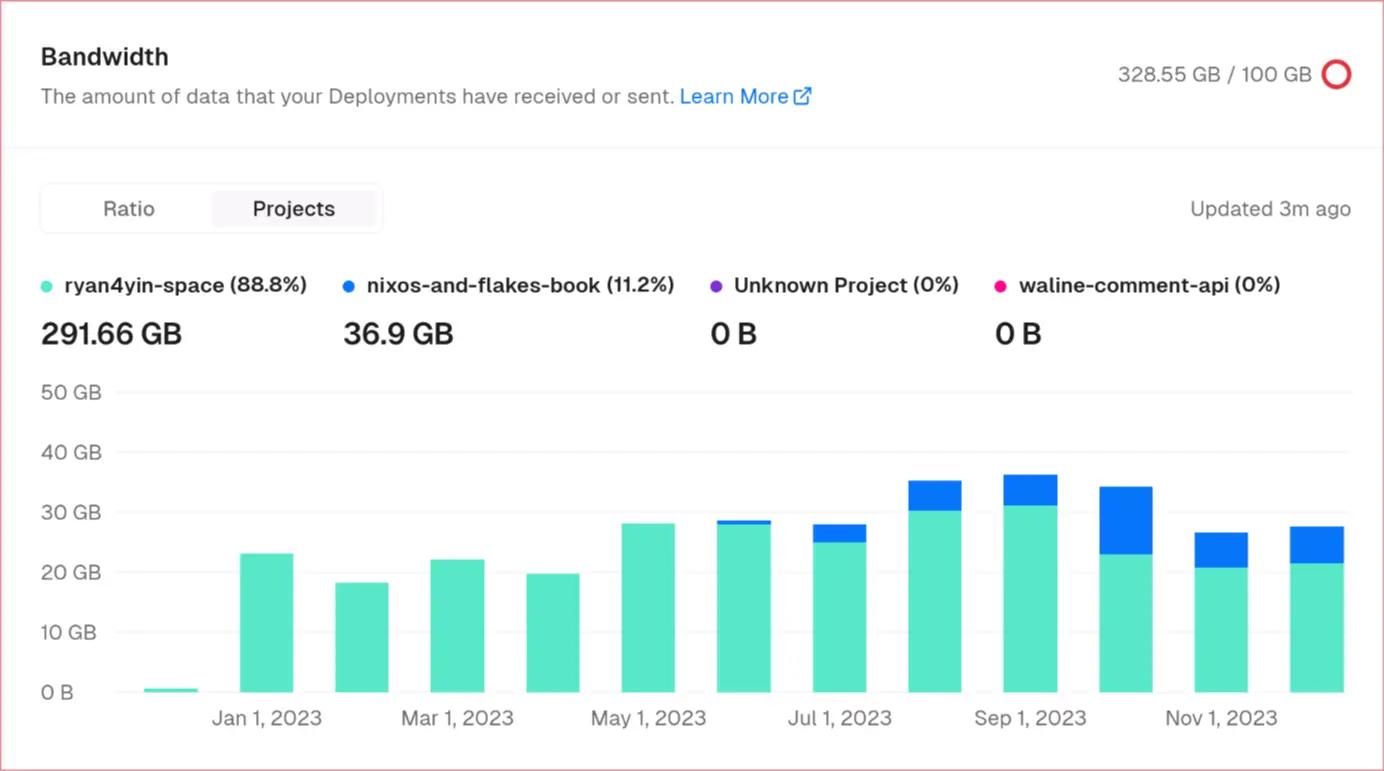 Bandwidth
328.55 GB / 100 GB
The amount of data that your Deployments have received or sent. Learn More
Ratio
Projects
Updated 3m ago
ryan4yin-space (88.8%)
291.66 GB
nixos-and-flakes-book (11.2%)
36.9 GB
Unknown Project (0%)
0 B
waline-comment-api (0%)
0 B
50 GB
40 GB
30 GB
20 GB
10 GB
0 B
Jan 1, 2023
Mar 1, 2023
May 1, 2023
Jul 1, 2023
Sep 1, 2023
Nov 1, 2023